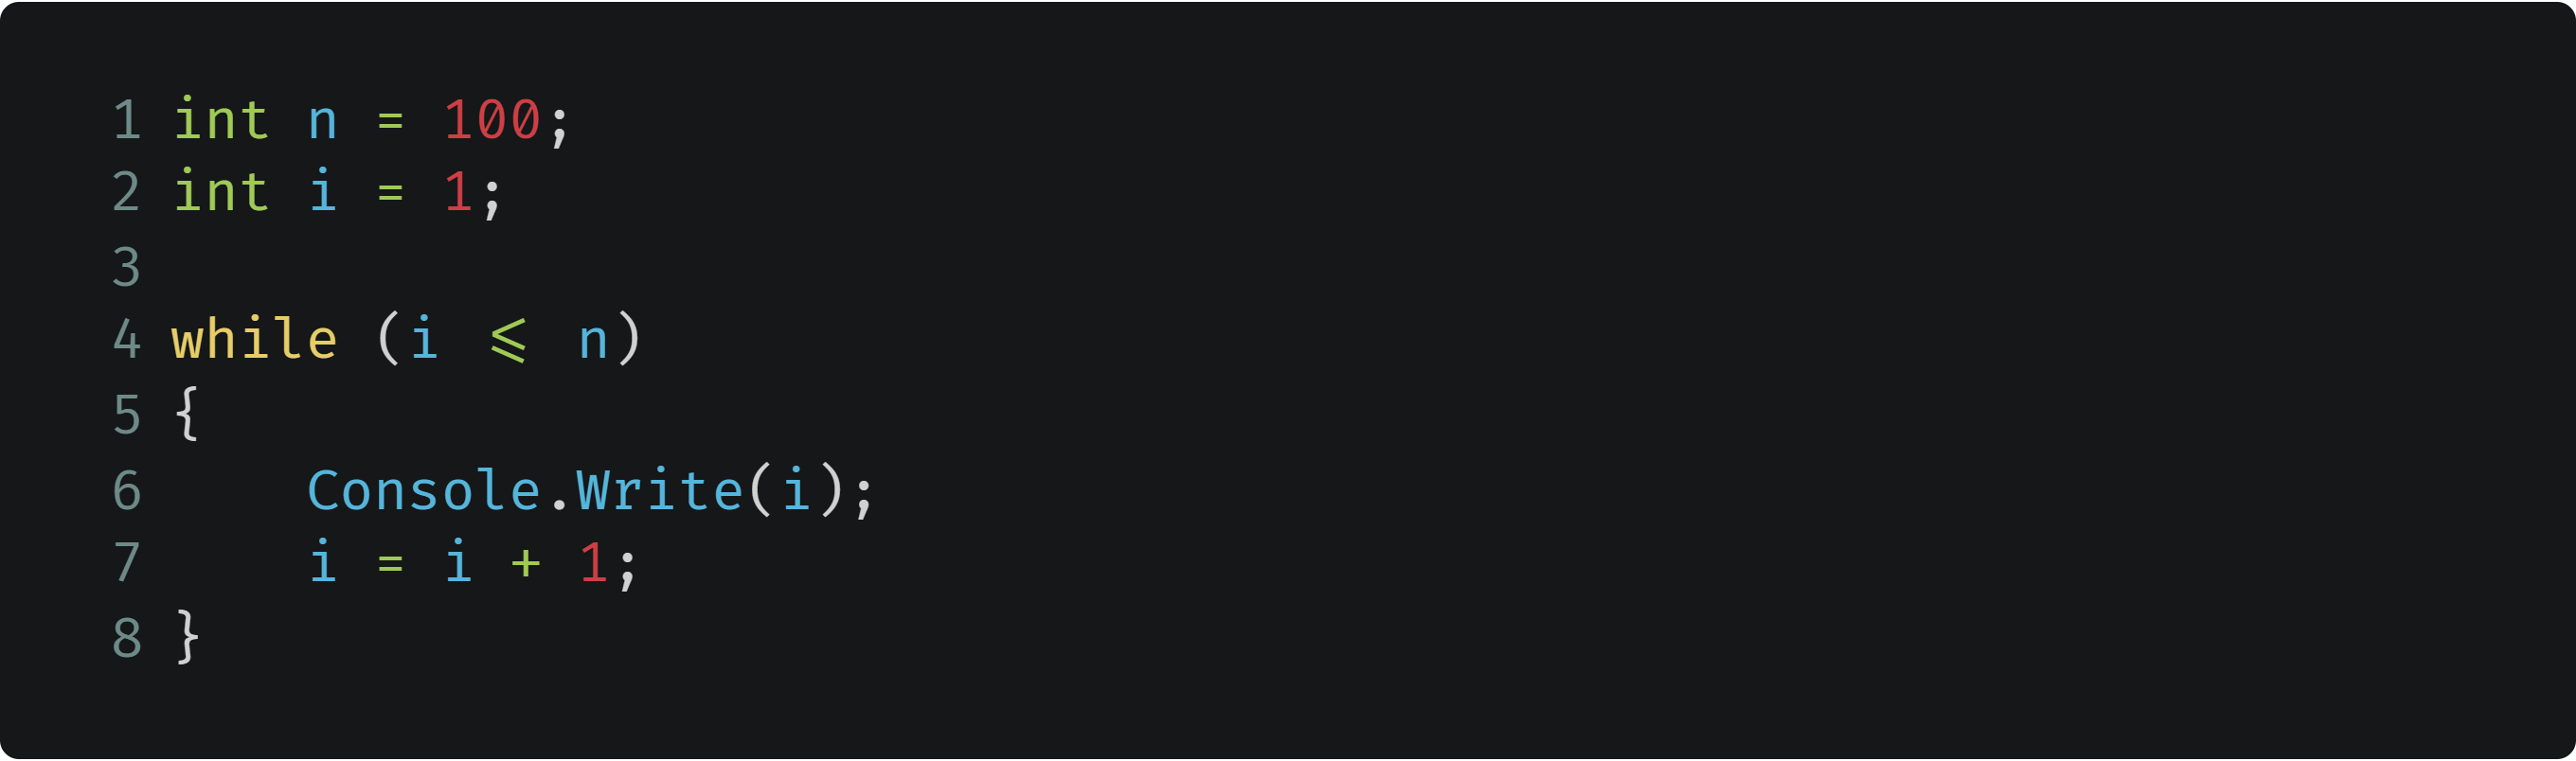 1 int n = 100;
2 int i = 1;
3
4 while (i <= n)
5 {
6     Console.Write(i);
7     i = i + 1;
8 }